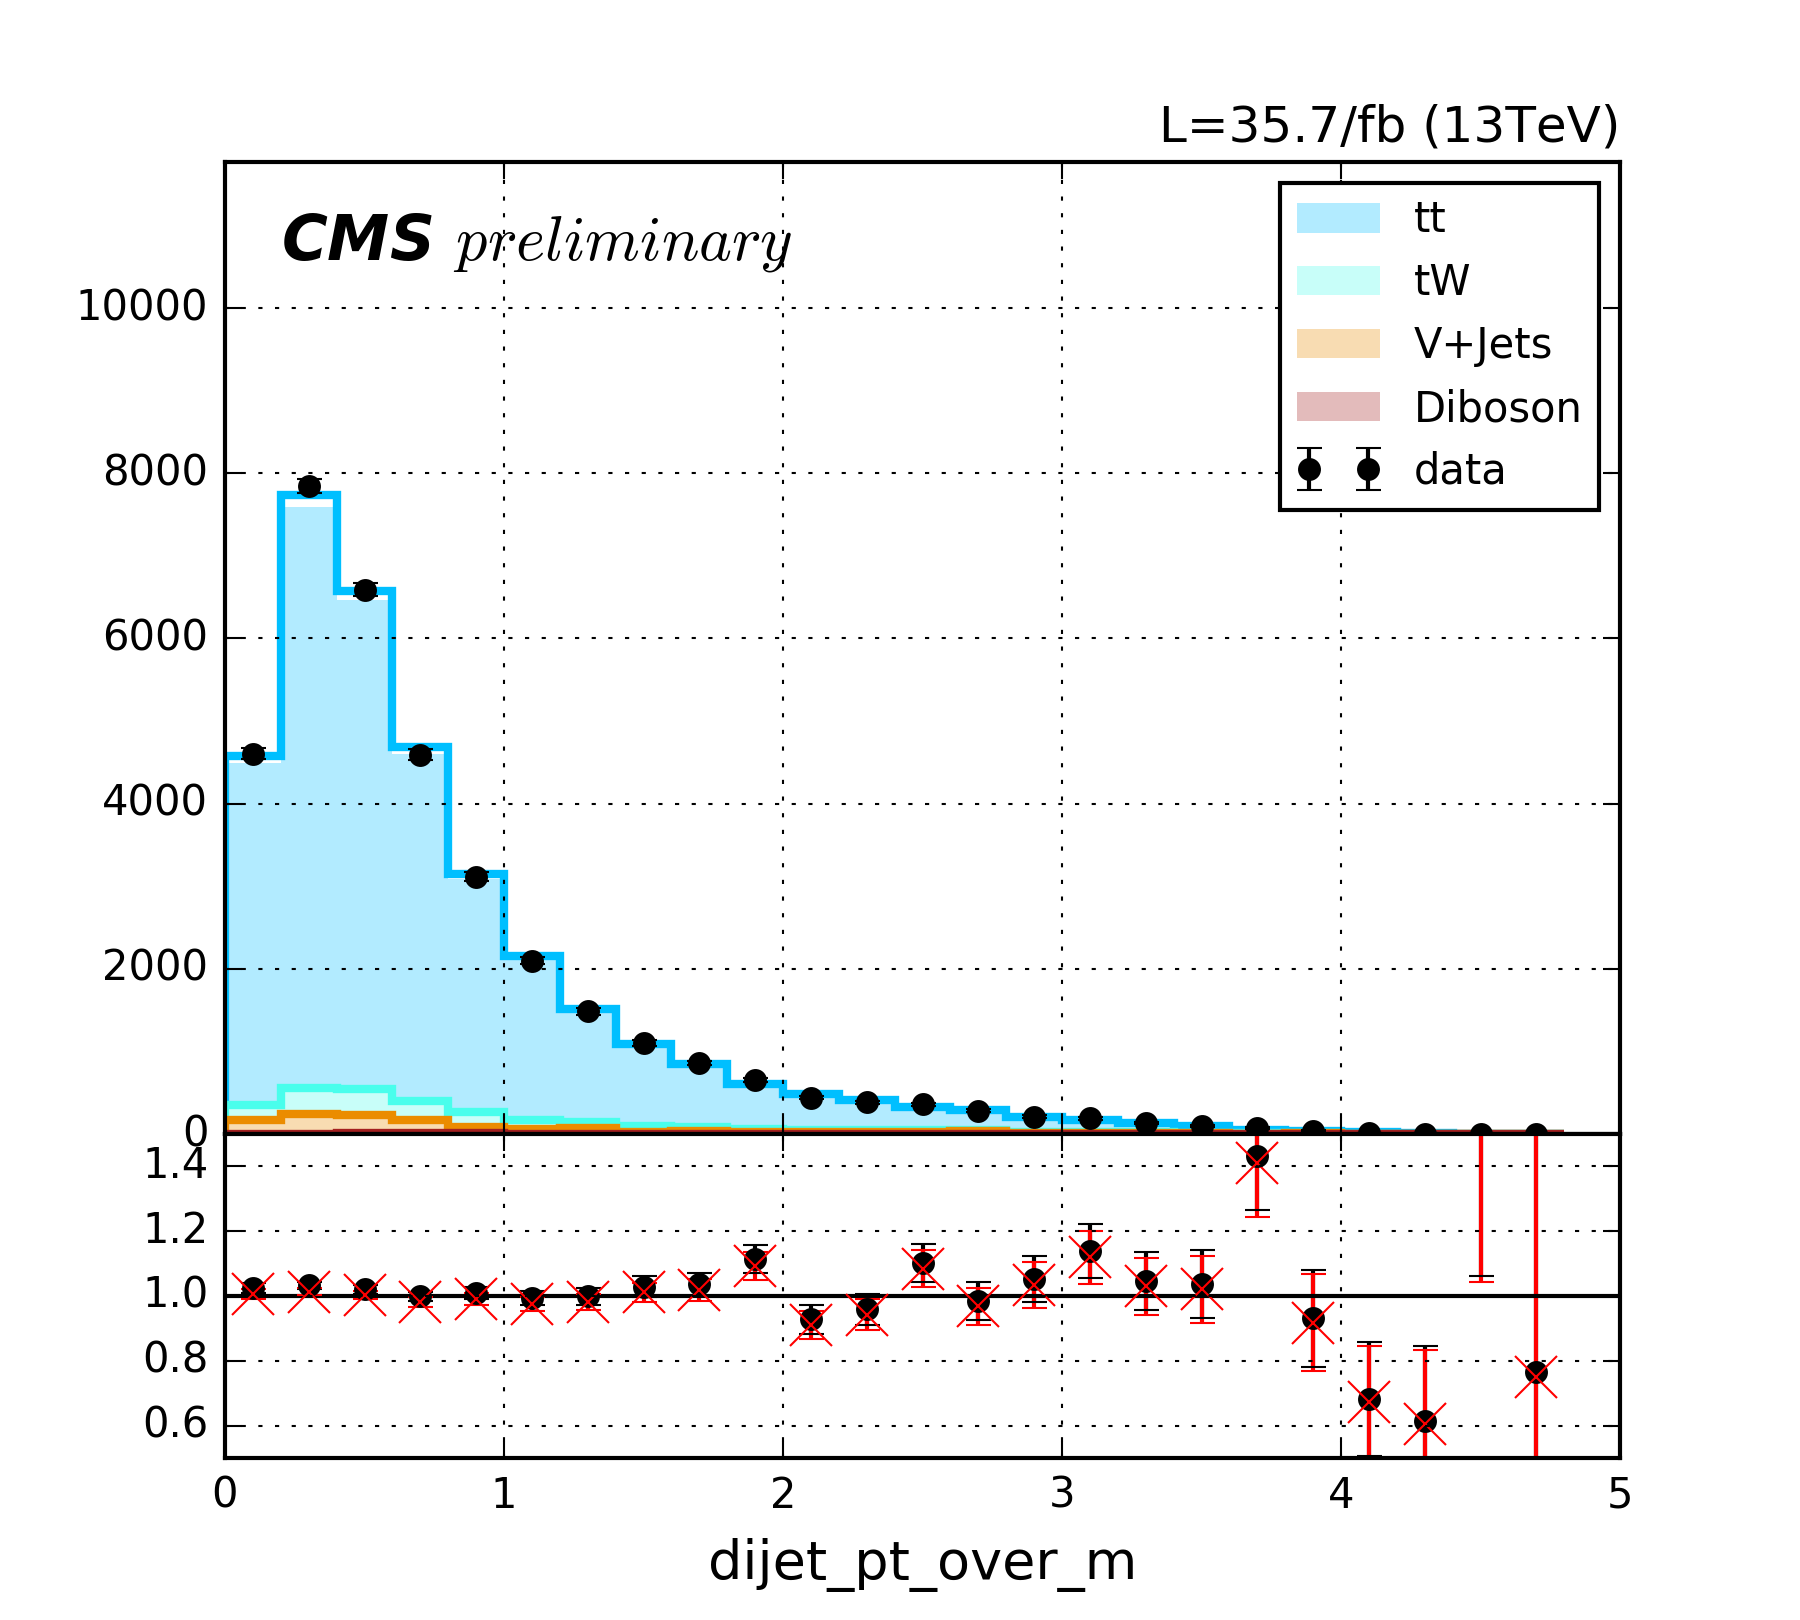 L=35.7/fb (13TeV)
CMS preliminary
tt
tW
V+Jets
Diboson
data
10000
8000
6000
4000
2000
0
1.4
1.2
1.0
0.8
0.6
0 1 2 3 4 5
dijet_pt_over_m